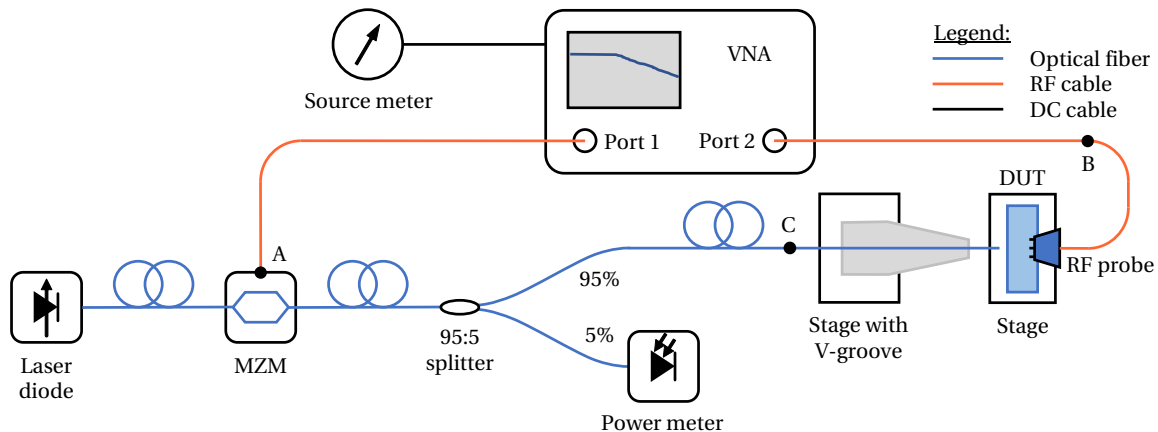 Legend:
Optical fiber
RF cable
DC cable
VNA
Source meter
Port 1
Port 2
B
DUT
A
C
RF probe
95%
5%
95:5
splitter
Stage with
V-groove
Stage
MZM
Laser
diode
Power meter